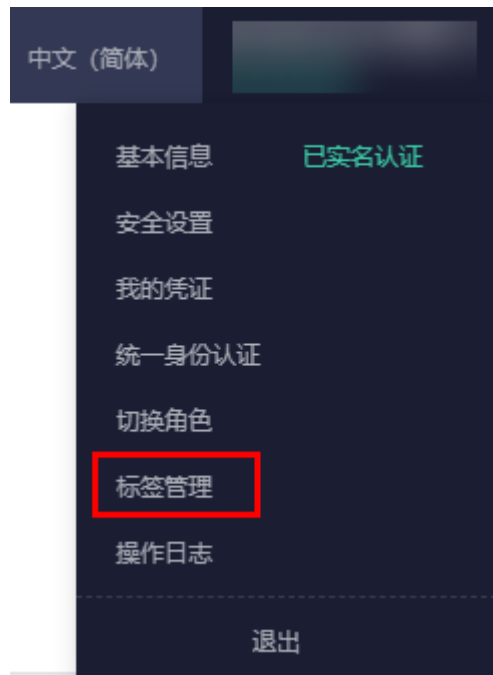 中文（简体）
基本信息 已实名认证
安全设置
我的凭证
统一身份认证
切换角色
标签管理
操作日志
退出